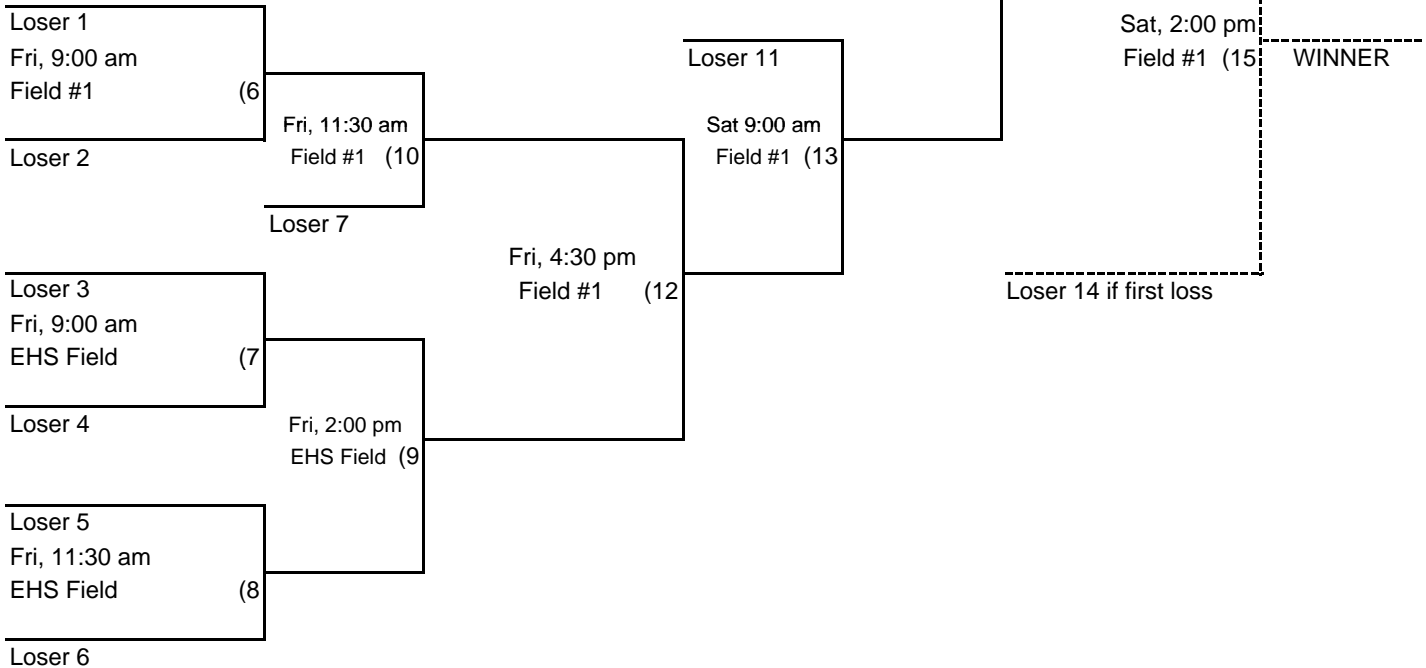 Loser 1
Fri, 9:00 am
Field #1 (6
Loser 2
Fri, 11:30 am
Field #1 (10
Loser 7
Loser 3
Fri, 9:00 am
EHS Field (7
Loser 4
Fri, 2:00 pm
EHS Field (9
Loser 5
Fri, 11:30 am
EHS Field (8
Loser 6
Fri, 4:30 pm
Field #1 (12
Loser 11
Sat 9:00 am
Field #1 (13
Sat, 2:00 pm
Field #1 (15
WINNER
Loser 14 if first loss